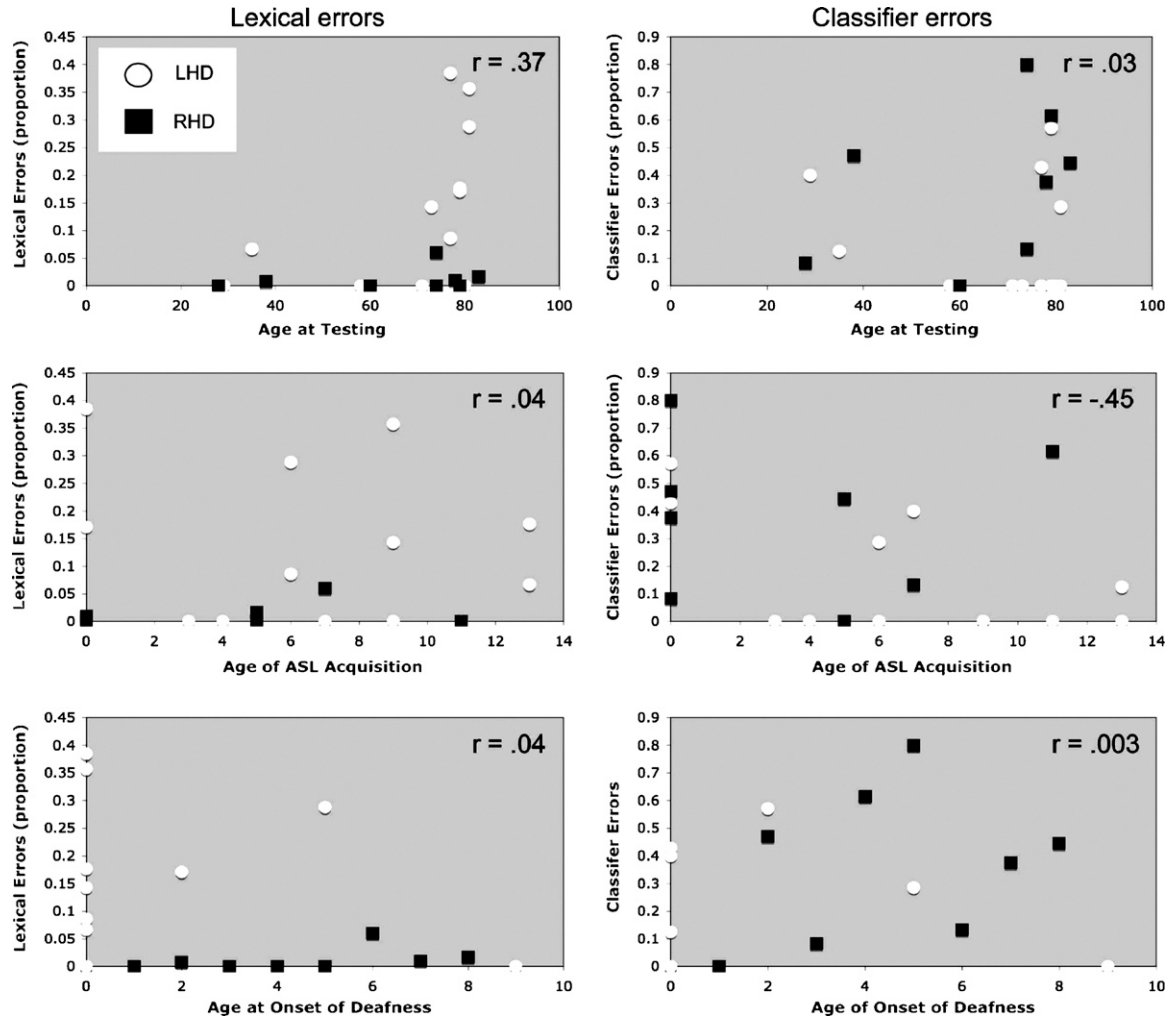 Lexical errors
Classifier errors
Lexical Errors (proportion)
0.45
0.4
0.35
0.3
0.25
0.2
0.15
0.1
0.05
0
LHD
RHD
r = .37
0 20 40 60 80 100
Age at Testing
Classifier Errors (proportion)
0.9
0.8
0.7
0.6
0.5
0.4
0.3
0.2
0.1
0
r = .03
0 20 40 60 80 100
Age at Testing
Lexical Errors (proportion)
0.45
0.4
0.35
0.3
0.25
0.2
0.15
0.1
0.05
0
r = .04
0 2 4 6 8 10 12 14
Age of ASL Acquisition
Classifier Errors (proportion)
0.9
0.8
0.7
0.6
0.5
0.4
0.3
0.2
0.1
0
r = -.45
0 2 4 6 8 10 12 14
Age of ASL Acquisition
Lexical Errors (proportion)
0.45
0.4
0.35
0.3
0.25
0.2
0.15
0.1
0.05
0
r = .04
0 2 4 6 8 10
Age at Onset of Deafness
Classifer Errors
0.9
0.8
0.7
0.6
0.5
0.4
0.3
0.2
0.1
0
r = .003
0 2 4 6 8 10
Age of Onset of Deafness